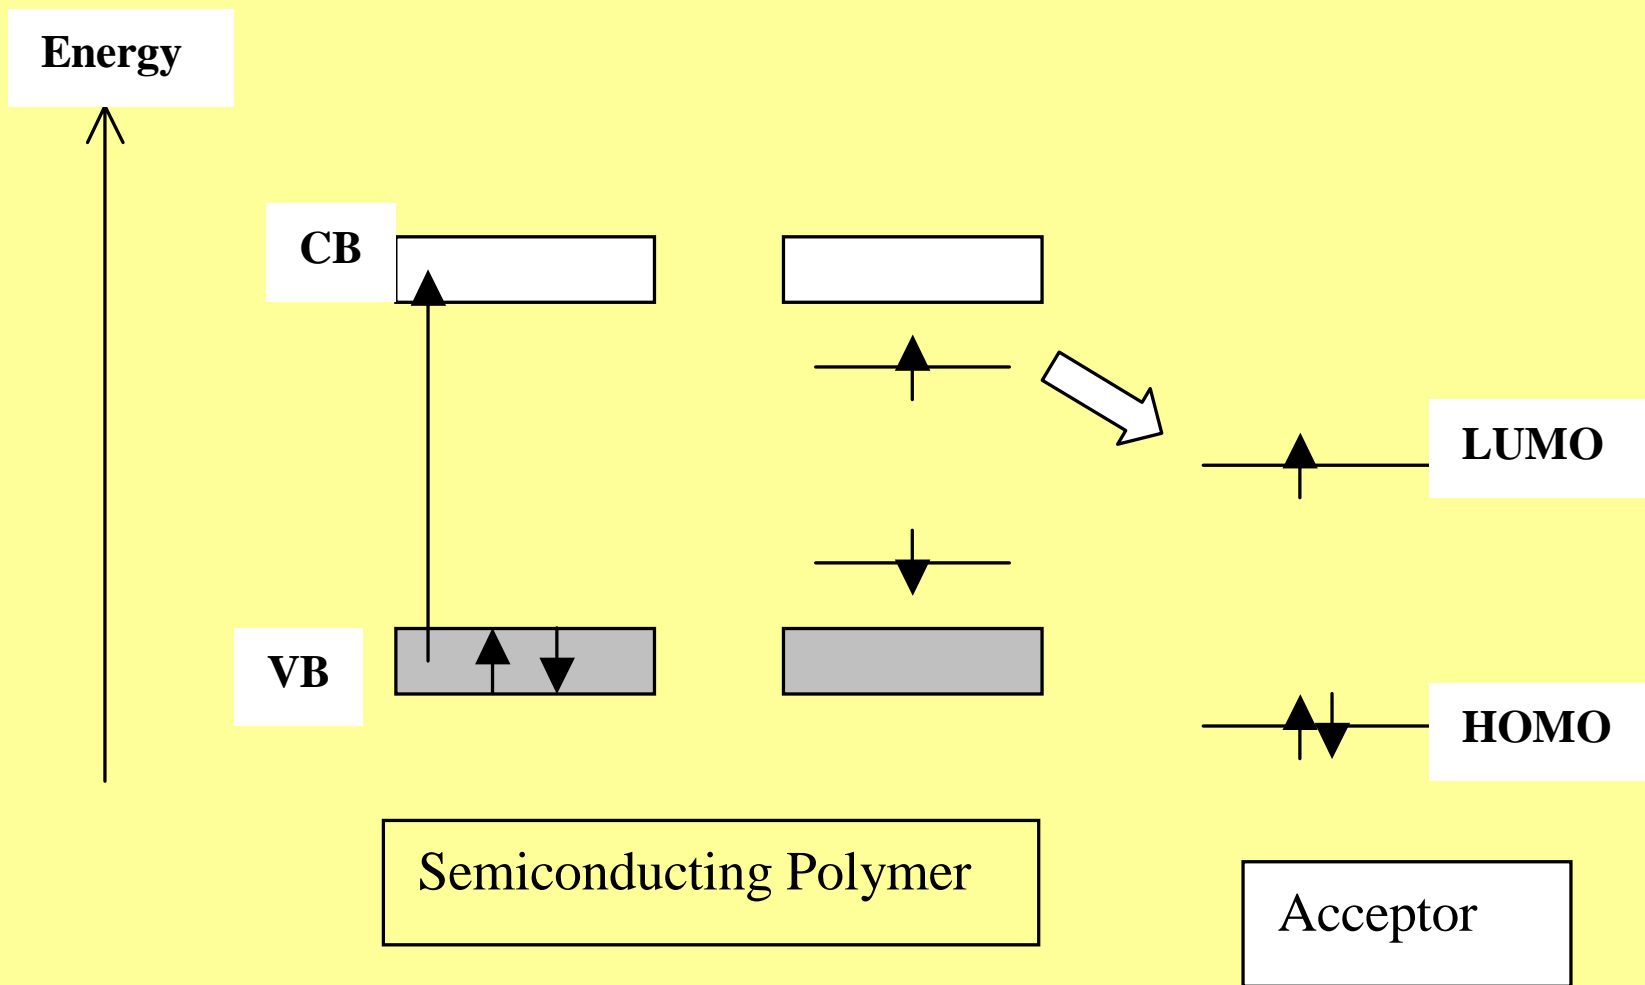 Energy
CB
LUMO
VB
HOMO
Semiconducting Polymer
Acceptor